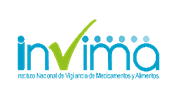 invima
Instituto Nacional de Vigilancia de Medicamentos y Alimentos.